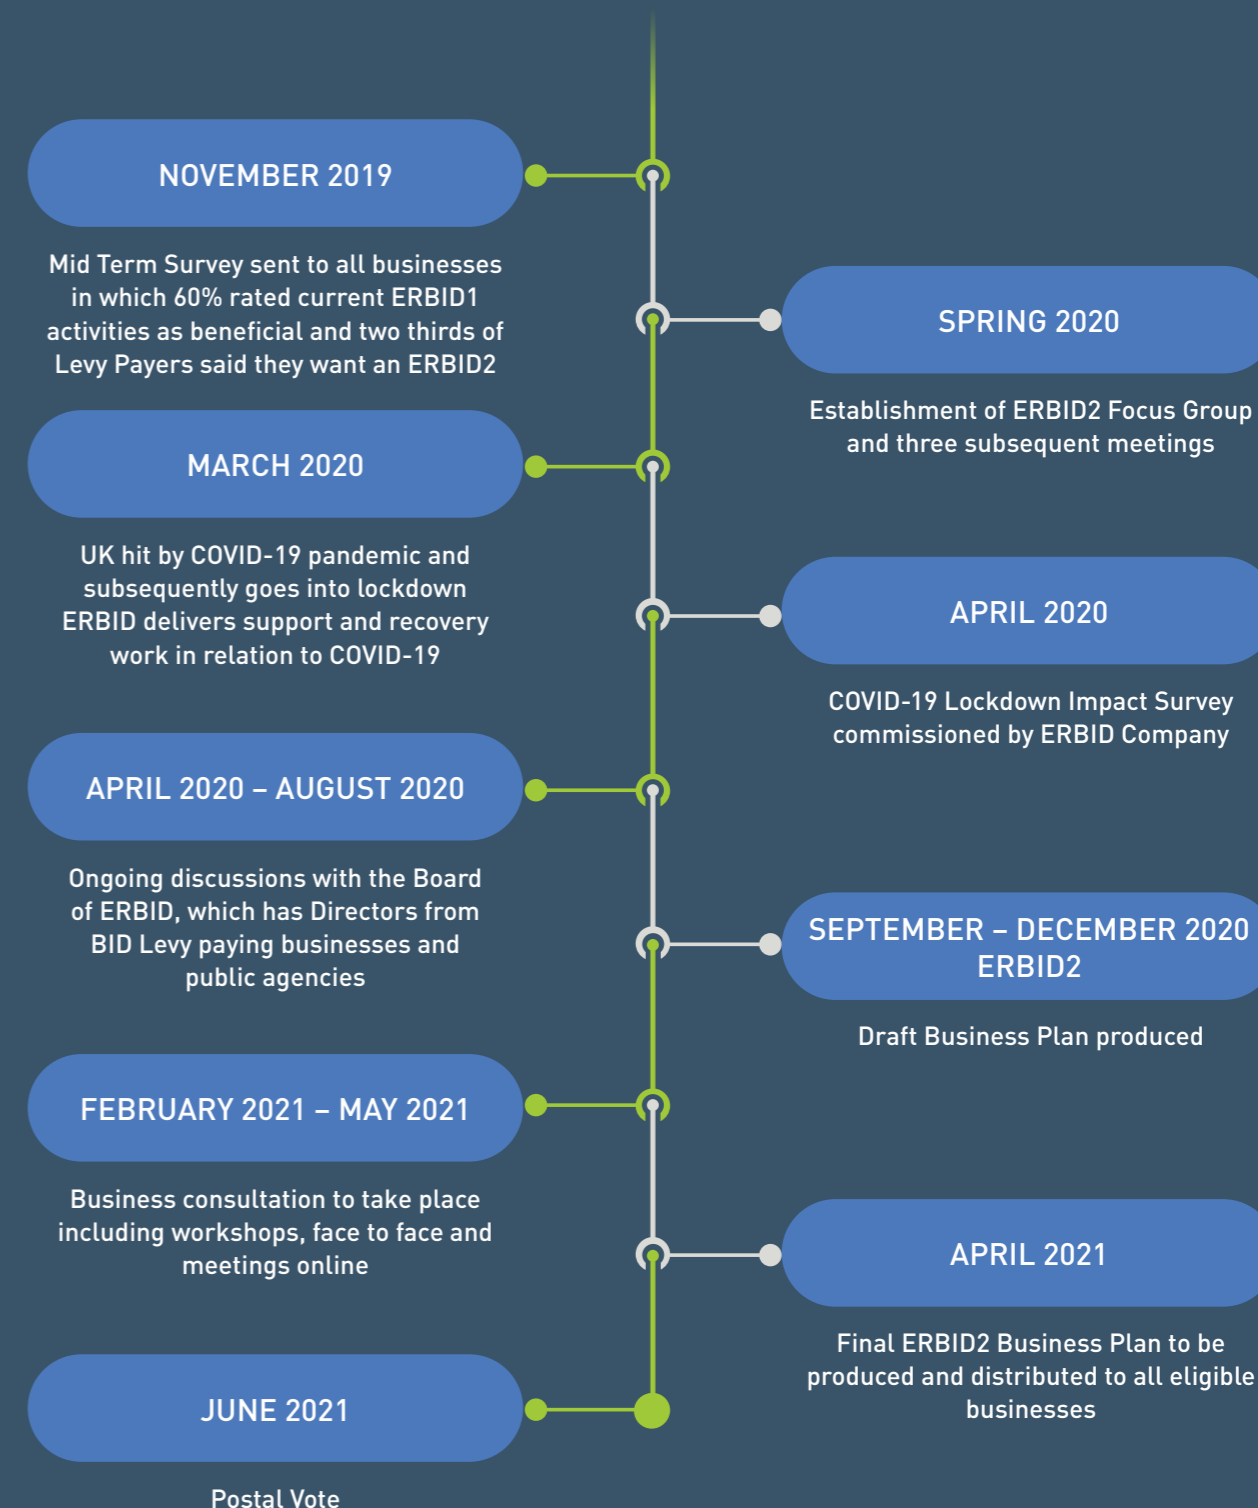 NOVEMBER 2019
Mid Term Survey sent to all businesses
in which 60% rated current ERBID1
activities as beneficial and two thirds of
Levy Payers said they want an ERBID2
SPRING 2020
Establishment of ERBID2 Focus Group
and three subsequent meetings
MARCH 2020
UK hit by COVID-19 pandemic and
subsequently goes into lockdown
ERBID delivers support and recovery
work in relation to COVID-19
APRIL 2020
COVID-19 Lockdown Impact Survey
commissioned by ERBID Company
APRIL 2020 – AUGUST 2020
Ongoing discussions with the Board
of ERBID, which has Directors from
BID Levy paying businesses and
public agencies
SEPTEMBER – DECEMBER 2020
ERBID2
Draft Business Plan produced
FEBRUARY 2021 – MAY 2021
Business consultation to take place
including workshops, face to face and
meetings online
APRIL 2021
Final ERBID2 Business Plan to be
produced and distributed to all eligible
businesses
JUNE 2021
Postal Vote